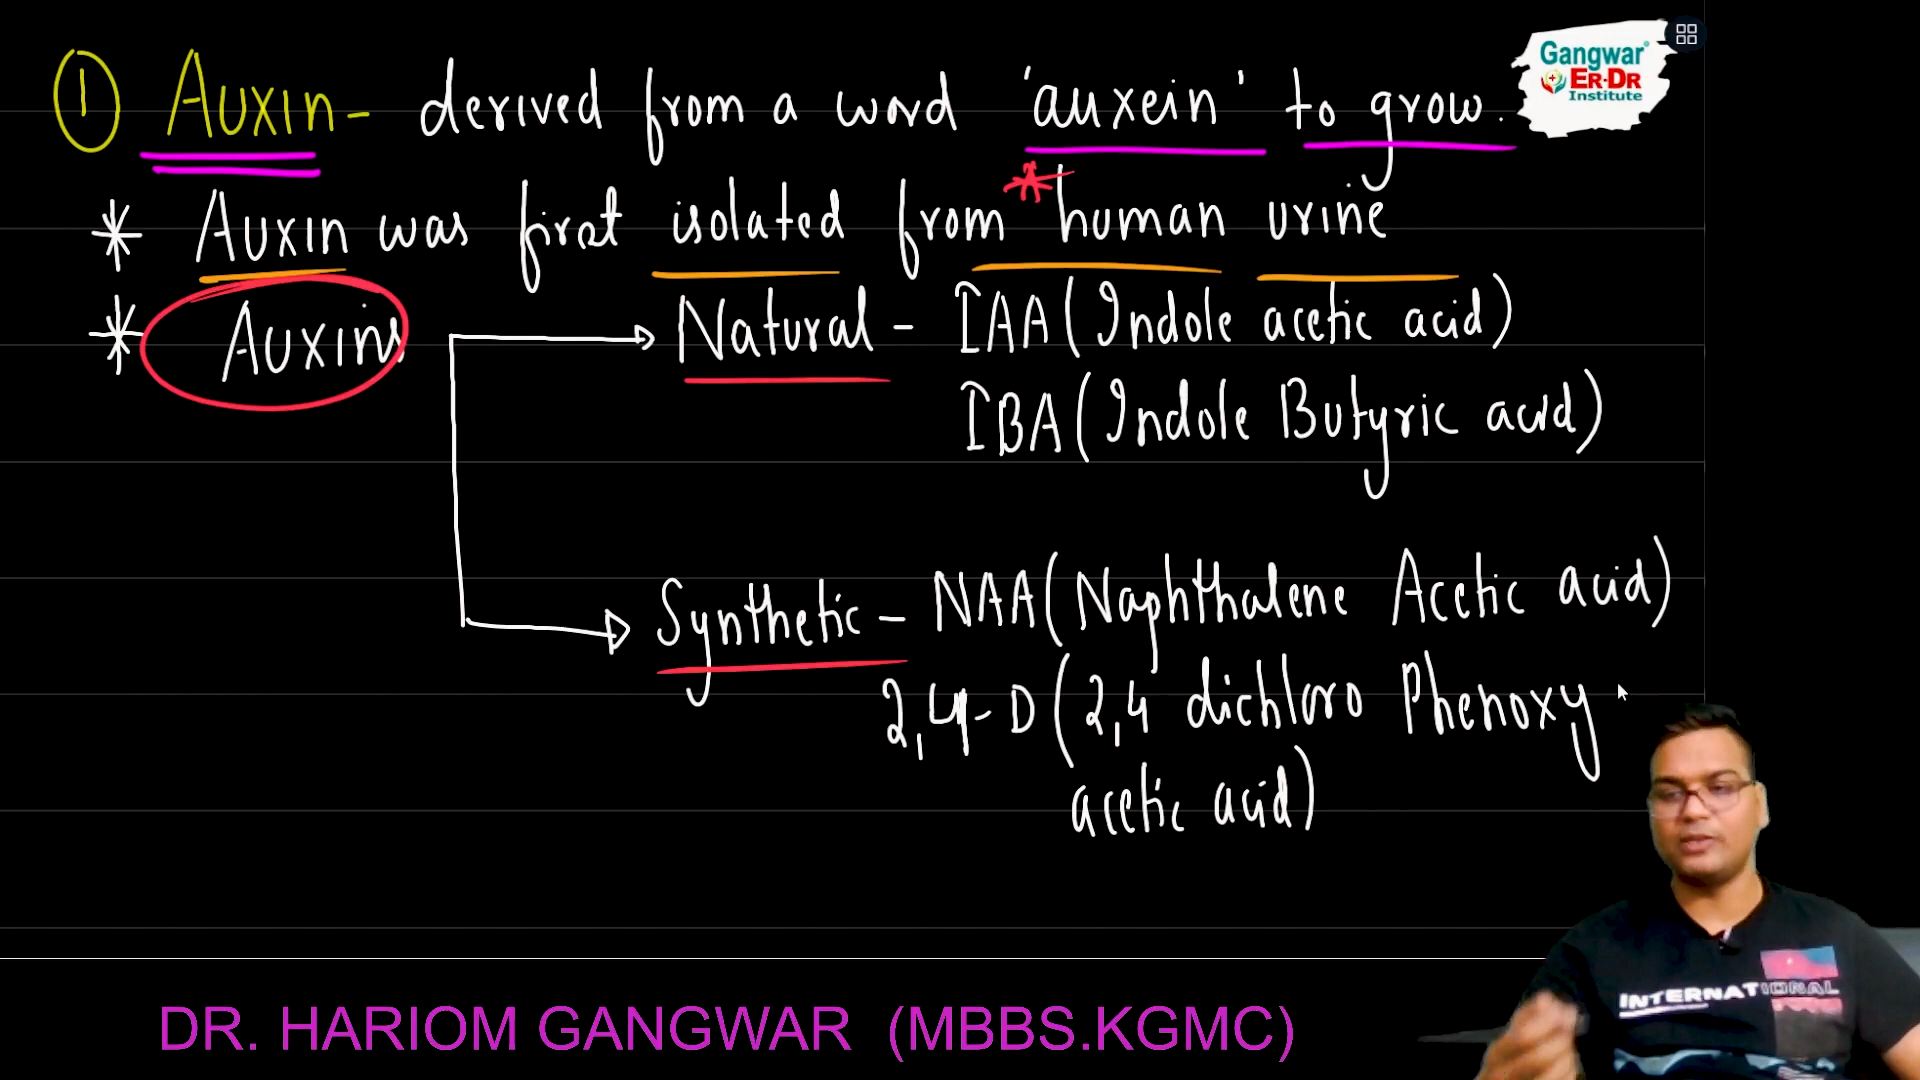 ① Auxin - derived from a word 'auxein' to grow.
Gangwar
ER-DR
Institute
* Auxin was first isolated from *human urine
* Auxins → Natural - IAA (Indole acetic acid)
IBA (Indole Butyric acid)
→ Synthetic - NAA (Naphthalene Acetic acid)
2,4-D (2,4 dichloro Phenoxy
acetic acid)
INTERNATIONAL
DR. HARIOM GANGWAR (MBBS.KGMC)